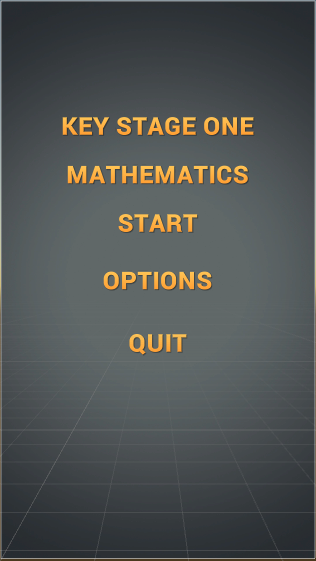 KEY STAGE ONE
MATHEMATICS
START
OPTIONS
QUIT